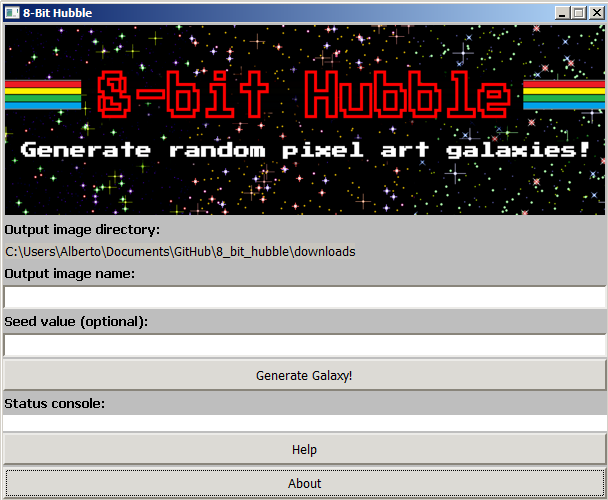 8-Bit Hubble
8-bit Hubble
Generate random pixel art galaxies!
Output image directory:
C:\Users\Alberto\Documents\GitHub\8_bit_hubble\downloads
Output image name:
Seed value (optional):
Generate Galaxy!
Status console:
Help
About